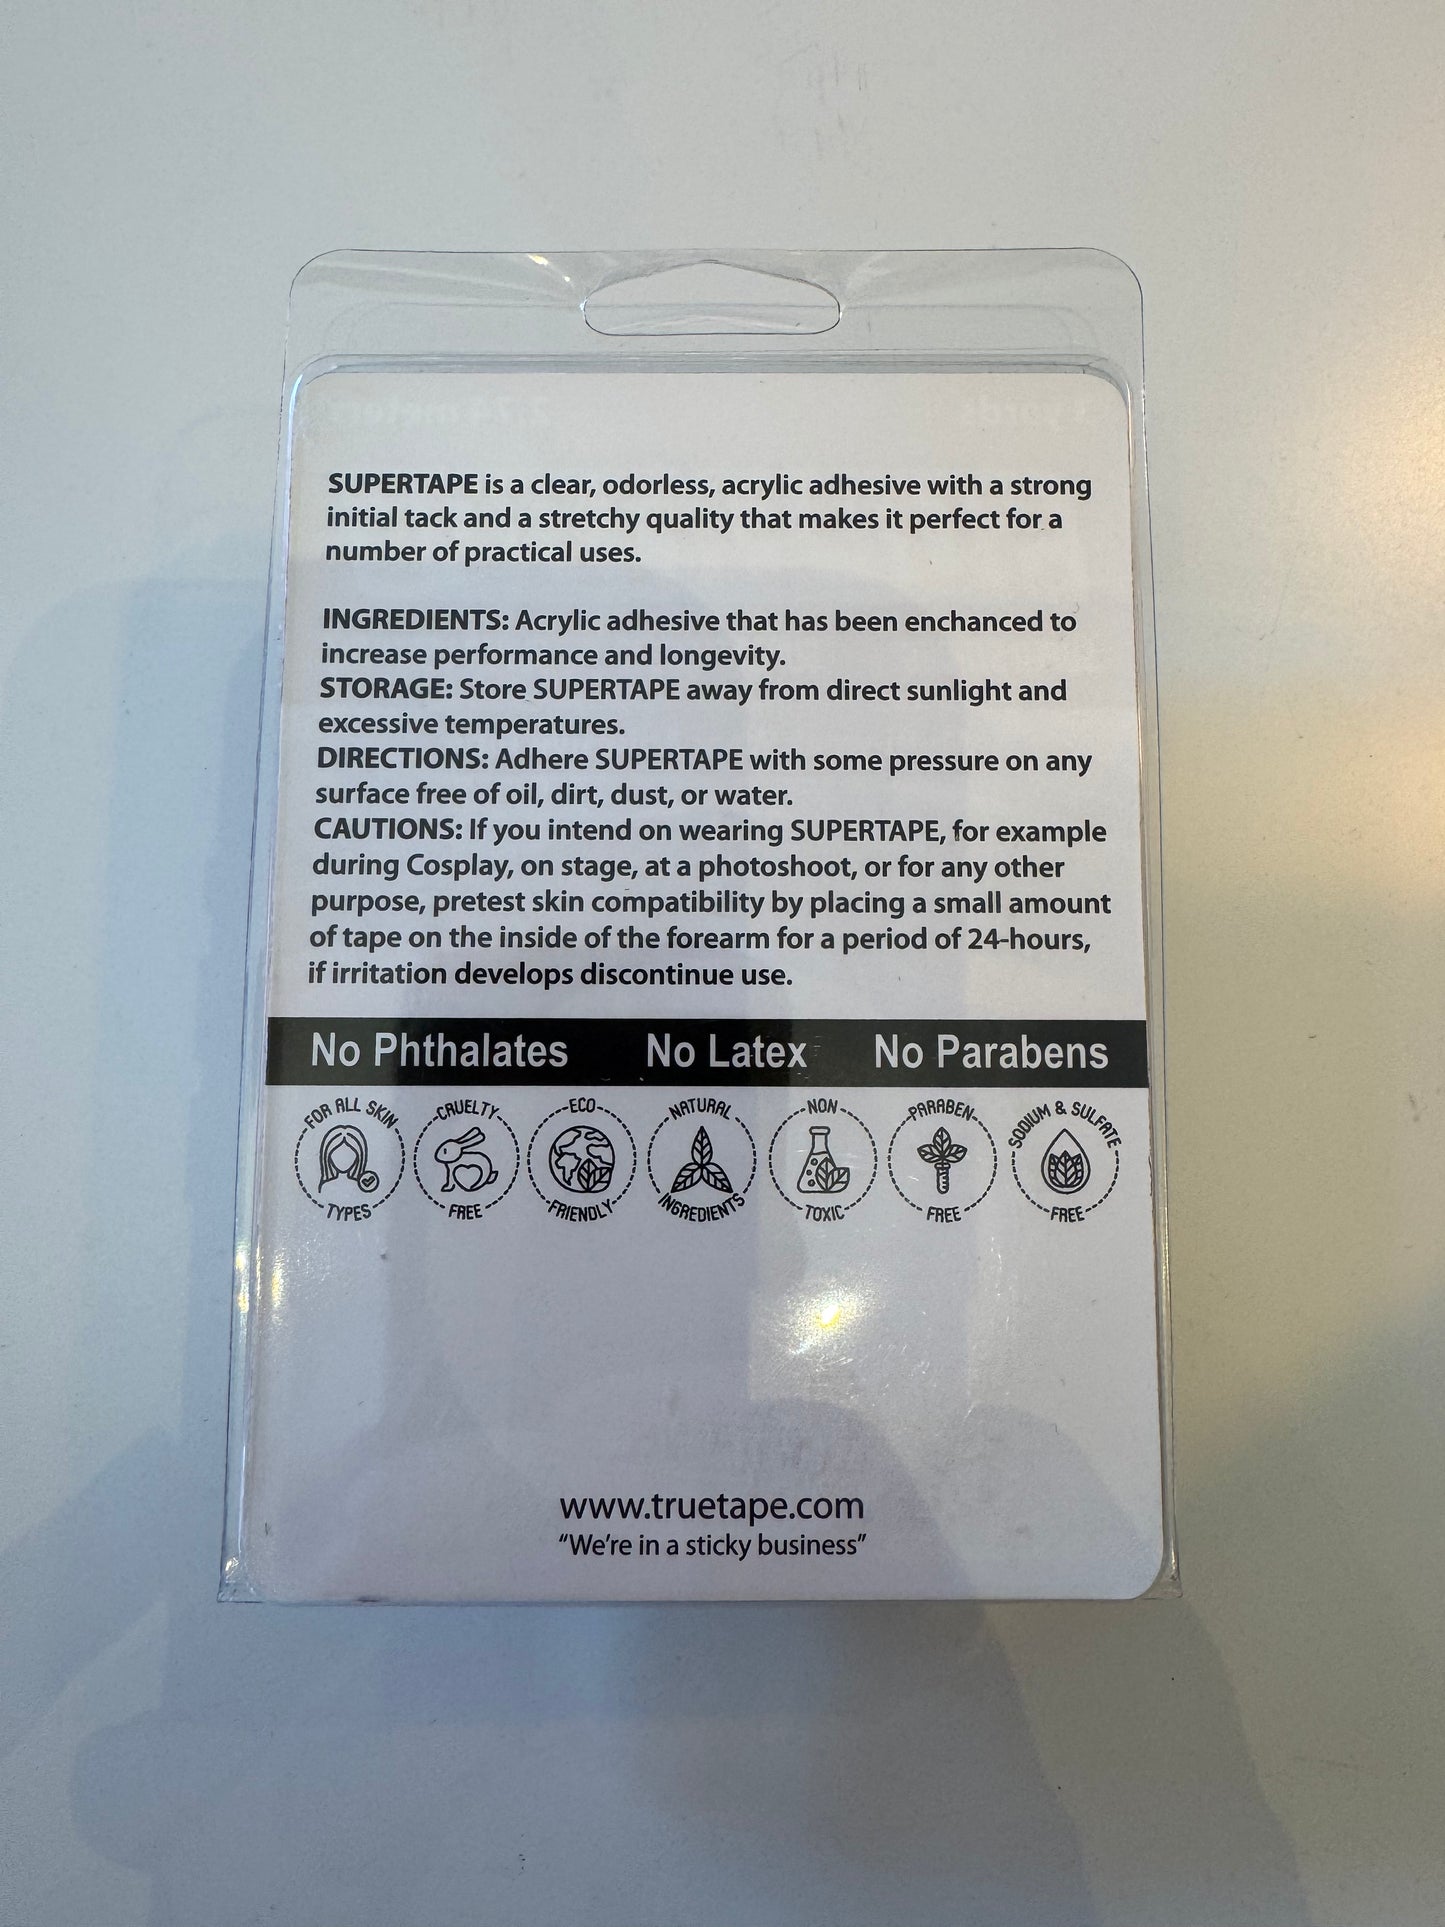 SUPERTAPE is a clear, odorless, acrylic adhesive with a strong
initial tack and a stretchy quality that makes it perfect for a
number of practical uses.
INGREDIENTS: Acrylic adhesive that has been enchanced to
increase performance and longevity.
STORAGE: Store SUPERTAPE away from direct sunlight and
excessive temperatures.
DIRECTIONS: Adhere SUPERTAPE with some pressure on any
surface free of oil, dirt, dust, or water.
CAUTIONS: If you intend on wearing SUPERTAPE, for example
during Cosplay, on stage, at a photoshoot, or for any other
purpose, pretest skin compatibility by placing a small amount
of tape on the inside of the forearm for a period of 24-hours,
if irritation develops discontinue use.
No Phthalates No Latex No Parabens
FOR ALL SKIN TYPES
CRUELTY FREE
ECO FRIENDLY
NATURAL INGREDIENTS
NON TOXIC
PARABEN FREE
SODIUM & SULFATE FREE
www.truetape.com
"We're in a sticky business"